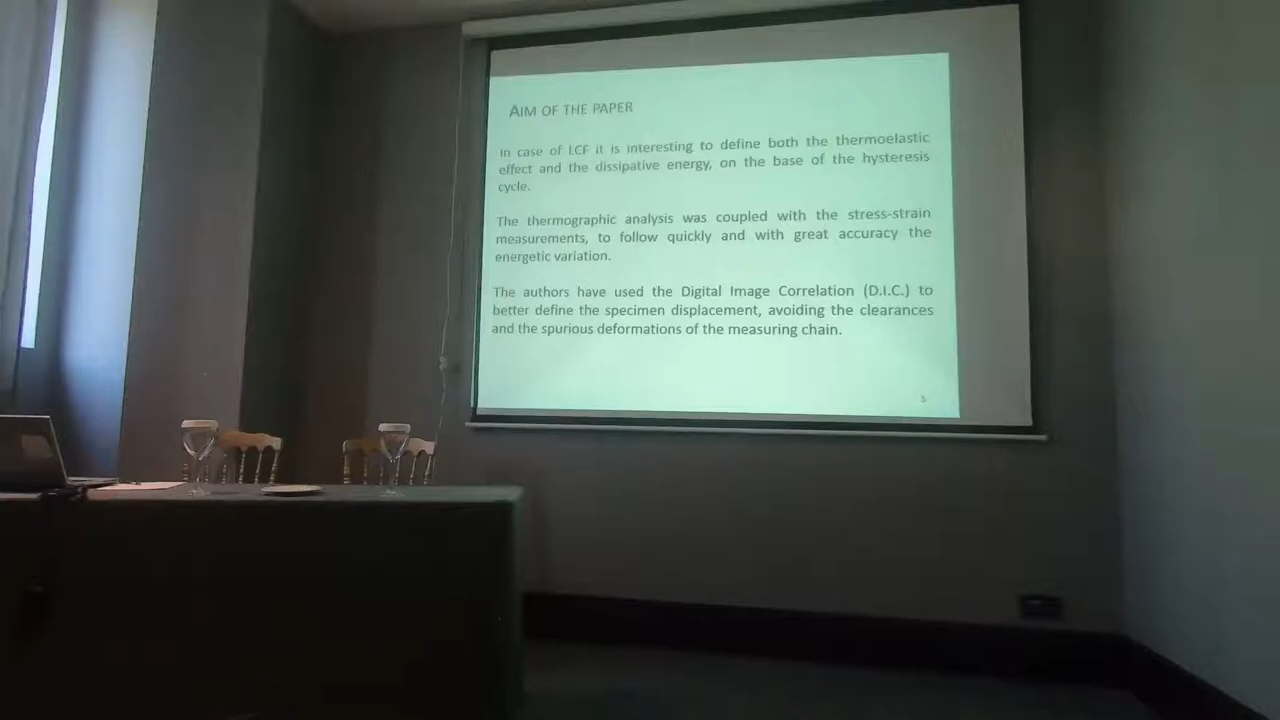 AIM OF THE PAPER
In case of LCF it is interesting to define both the thermoelastic
effect and the dissipative energy, on the base of the hysteresis
cycle.
The thermographic analysis was coupled with the stress-strain
measurements, to follow quickly and with great accuracy the
energetic variation.
The authors have used the Digital Image Correlation (D.I.C.) to
better define the specimen displacement, avoiding the clearances
and the spurious deformations of the measuring chain.
5